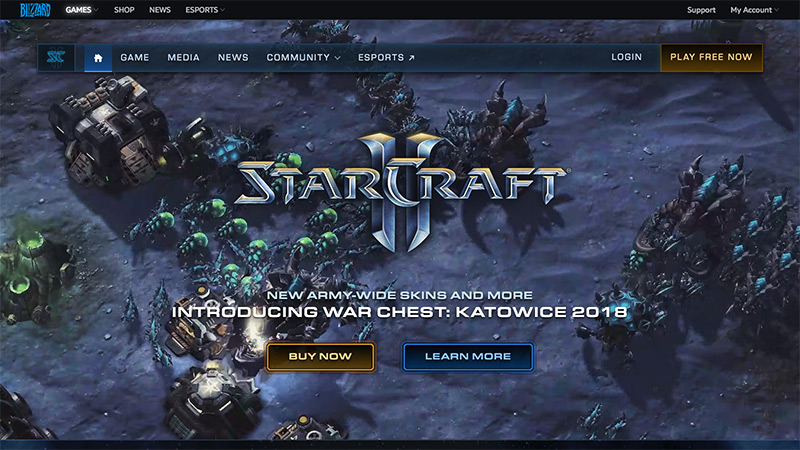 BLIZZARD GAMES SHOP NEWS ESPORTS Support My Account
SC GAME MEDIA NEWS COMMUNITY ESPORTS LOGIN PLAY FREE NOW
STARCRAFT II
NEW ARMY-WIDE SKINS AND MORE
INTRODUCING WAR CHEST: KATOWICE 2018
BUY NOW LEARN MORE